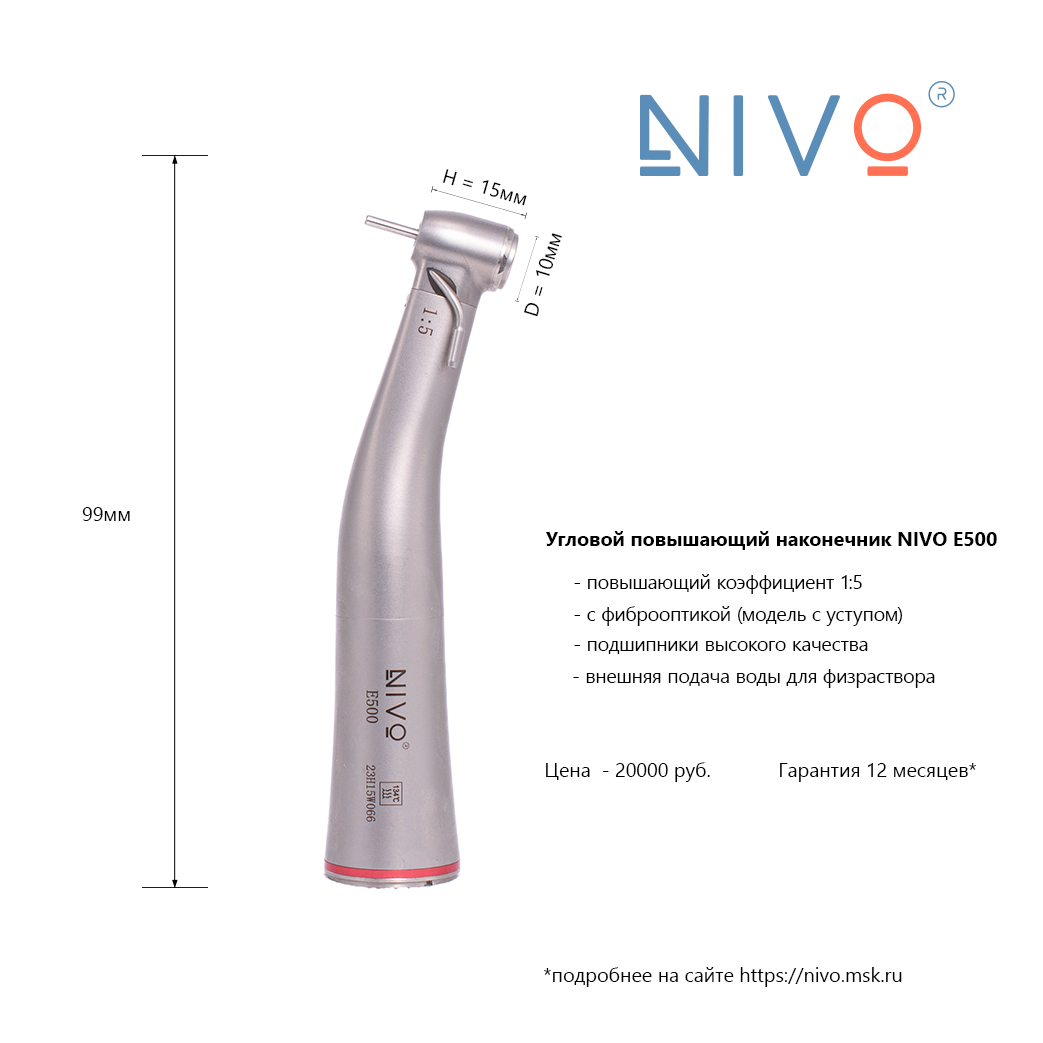 NIVO®
H = 15мм
D = 10мм
1:5
99мм
Угловой повышающий наконечник NIVO E500
- повышающий коэффициент 1:5
- с фиброоптикой (модель с уступом)
- подшипники высокого качества
- внешняя подача воды для физраствора
NIVO®
E500
134°C
23H15W066
Цена - 20000 руб.
Гарантия 12 месяцев*
*подробнее на сайте https://nivo.msk.ru